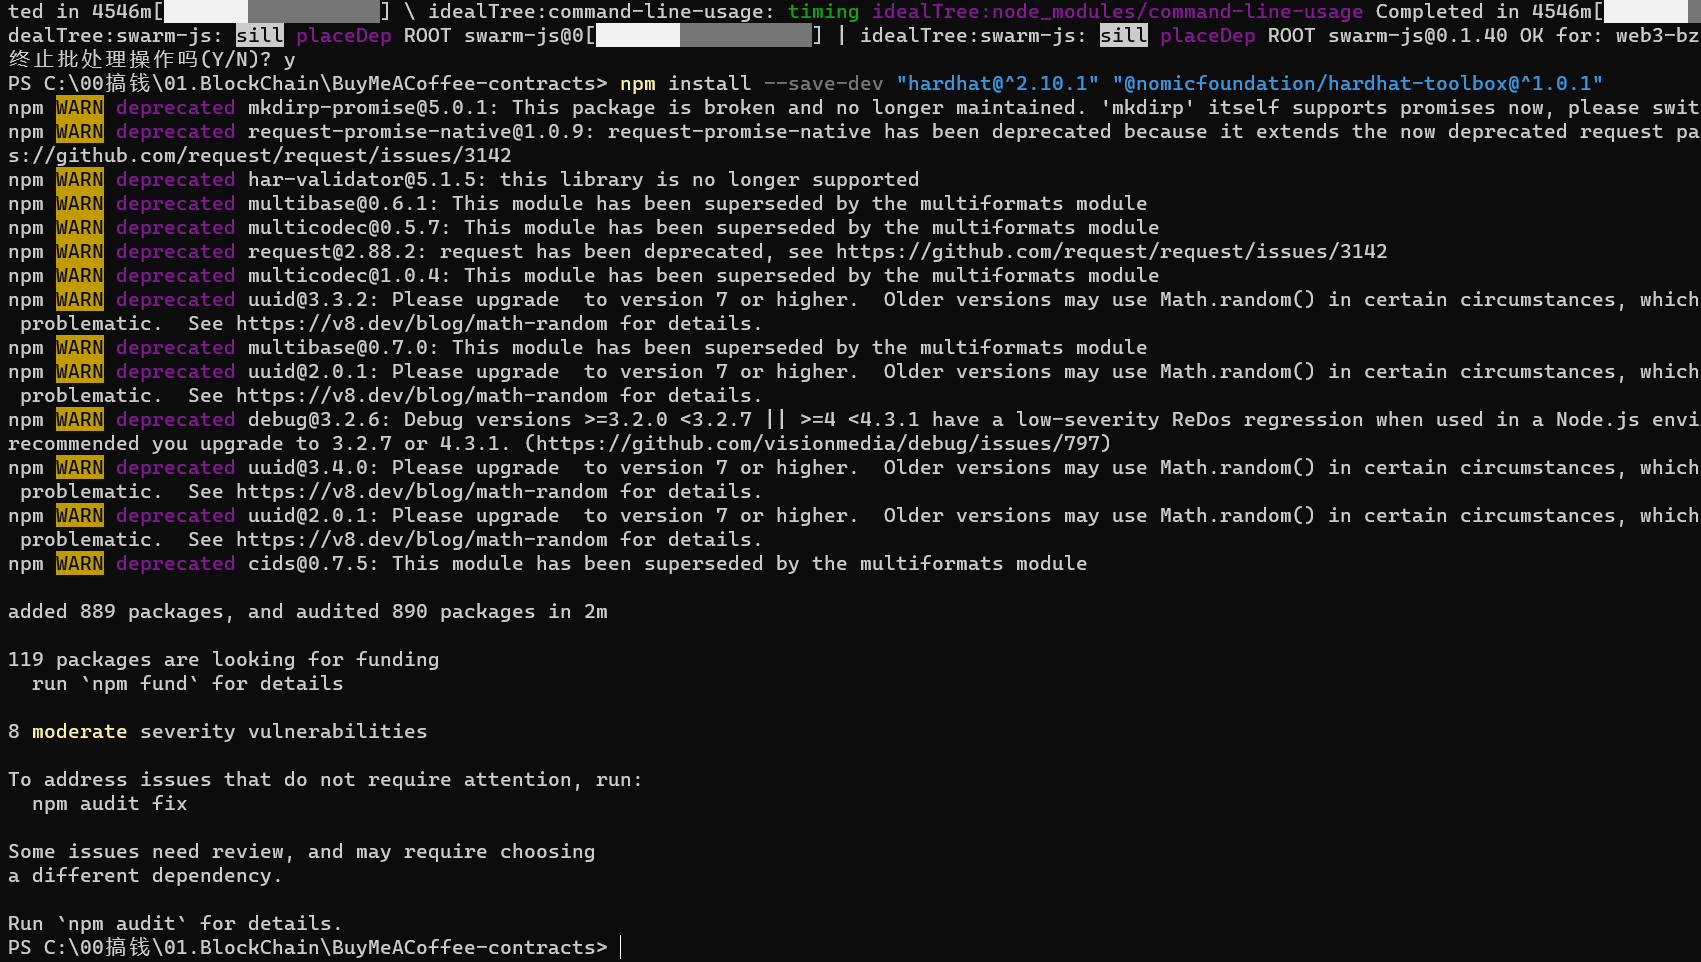 ted in 4546m[ ] \ idealTree:command-line-usage: timing idealTree:node_modules/command-line-usage Completed in 4546m[
dealTree:swarm-js: sill placeDep ROOT swarm-js@0[ ] | idealTree:swarm-js: sill placeDep ROOT swarm-js@0.1.40 OK for: web3-bz
终止批处理操作吗(Y/N)? y
PS C:\00搞钱\01.BlockChain\BuyMeACoffee-contracts> npm install --save-dev "hardhat@^2.10.1" "@nomicfoundation/hardhat-toolbox@^1.0.1"
npm WARN deprecated mkdirp-promise@5.0.1: This package is broken and no longer maintained. 'mkdirp' itself supports promises now, please swit
npm WARN deprecated request-promise-native@1.0.9: request-promise-native has been deprecated because it extends the now deprecated request pa
s://github.com/request/request/issues/3142
npm WARN deprecated har-validator@5.1.5: this library is no longer supported
npm WARN deprecated multibase@0.6.1: This module has been superseded by the multiformats module
npm WARN deprecated multicodec@0.5.7: This module has been superseded by the multiformats module
npm WARN deprecated request@2.88.2: request has been deprecated, see https://github.com/request/request/issues/3142
npm WARN deprecated multicodec@1.0.4: This module has been superseded by the multiformats module
npm WARN deprecated uuid@3.3.2: Please upgrade  to version 7 or higher.  Older versions may use Math.random() in certain circumstances, which
 problematic.  See https://v8.dev/blog/math-random for details.
npm WARN deprecated multibase@0.7.0: This module has been superseded by the multiformats module
npm WARN deprecated uuid@2.0.1: Please upgrade  to version 7 or higher.  Older versions may use Math.random() in certain circumstances, which
 problematic.  See https://v8.dev/blog/math-random for details.
npm WARN deprecated debug@3.2.6: Debug versions >=3.2.0 <3.2.7 || >=4 <4.3.1 have a low-severity ReDos regression when used in a Node.js envi
recommended you upgrade to 3.2.7 or 4.3.1. (https://github.com/visionmedia/debug/issues/797)
npm WARN deprecated uuid@3.4.0: Please upgrade  to version 7 or higher.  Older versions may use Math.random() in certain circumstances, which
 problematic.  See https://v8.dev/blog/math-random for details.
npm WARN deprecated uuid@2.0.1: Please upgrade  to version 7 or higher.  Older versions may use Math.random() in certain circumstances, which
 problematic.  See https://v8.dev/blog/math-random for details.
npm WARN deprecated cids@0.7.5: This module has been superseded by the multiformats module
added 889 packages, and audited 890 packages in 2m
119 packages are looking for funding
  run `npm fund` for details
8 moderate severity vulnerabilities
To address issues that do not require attention, run:
  npm audit fix
Some issues need review, and may require choosing
a different dependency.
Run `npm audit` for details.
PS C:\00搞钱\01.BlockChain\BuyMeACoffee-contracts>